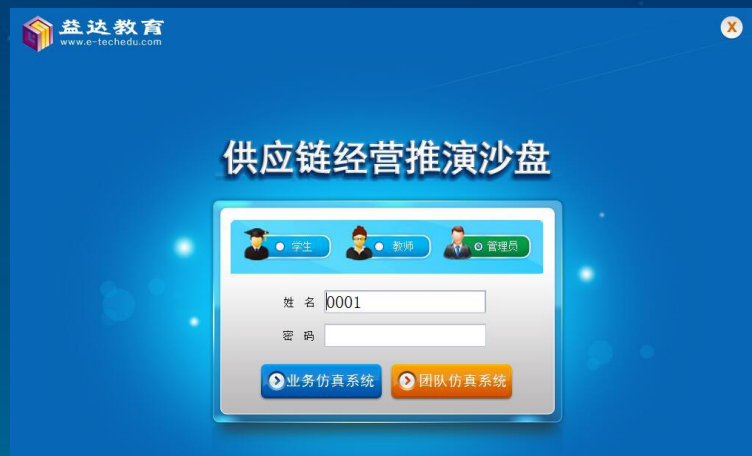 益达教育
www.e-techedu.com
X
供应链经营推演沙盘
学生 教师 管理员
姓 名 0001
密 码
业务仿真系统 团队仿真系统